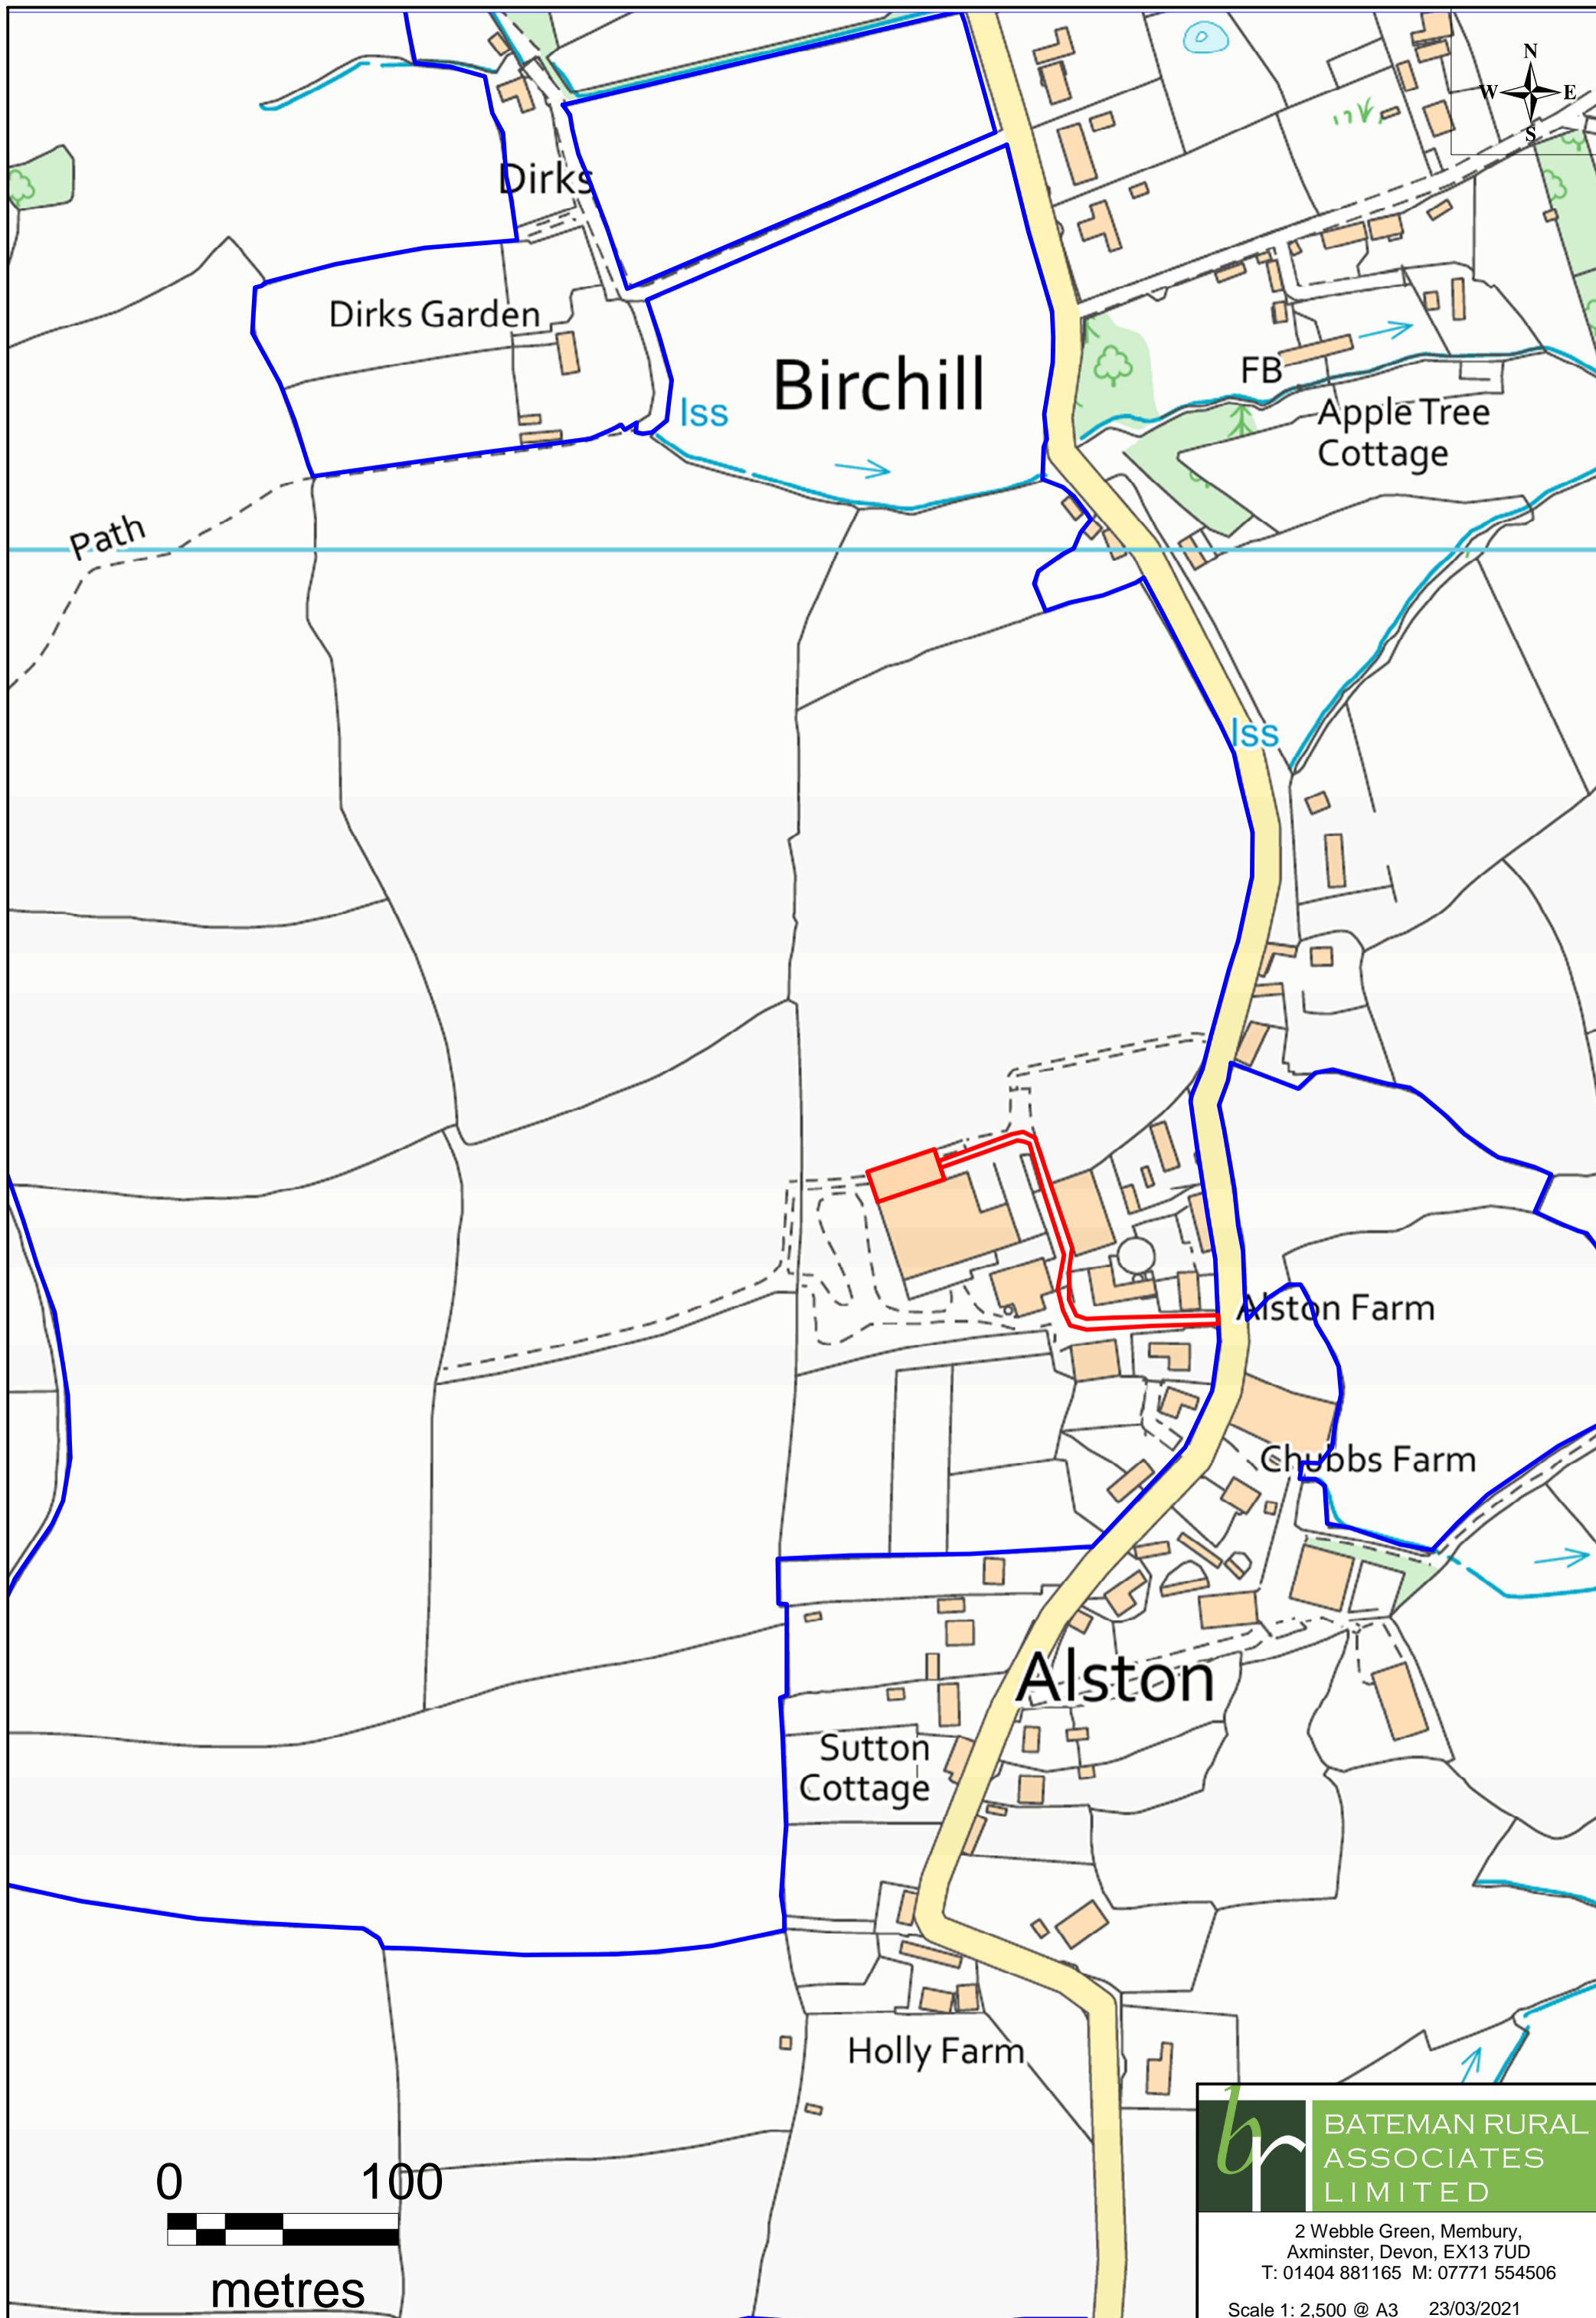 N
W E
S
Dirks
Dirks Garden
Birchill
Iss
FB
Apple Tree
Cottage
Path
Iss
Alston Farm
Chubbs Farm
Alston
Sutton
Cottage
Holly Farm
0 100
metres
br
BATEMAN RURAL
ASSOCIATES
LIMITED
2 Webble Green, Membury,
Axminster, Devon, EX13 7UD
T: 01404 881165 M: 07771 554506
Scale 1: 2,500 @ A3 23/03/2021